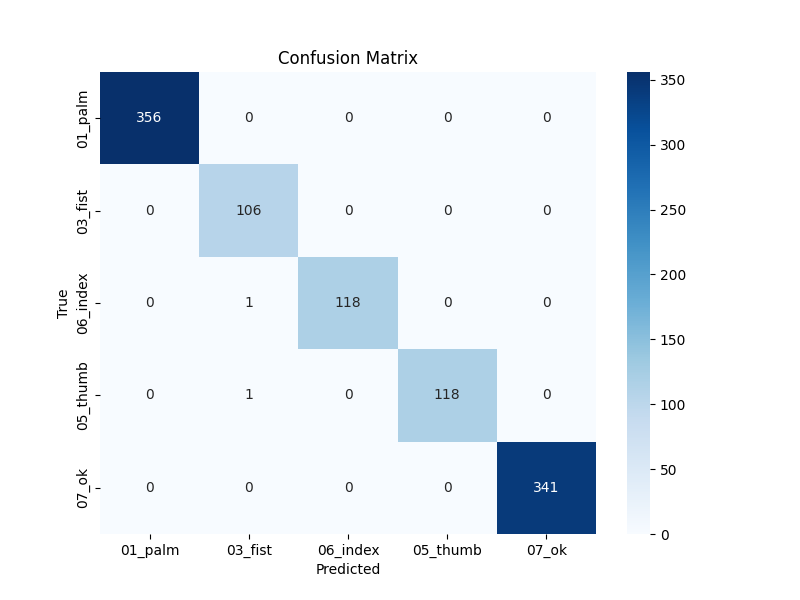 Confusion Matrix
True
01_palm 356 0 0 0 0
03_fist 0 106 0 0 0
06_index 0 1 118 0 0
05_thumb 0 1 0 118 0
07_ok 0 0 0 0 341
01_palm 03_fist 06_index 05_thumb 07_ok
Predicted
350
300
250
200
150
100
50
0